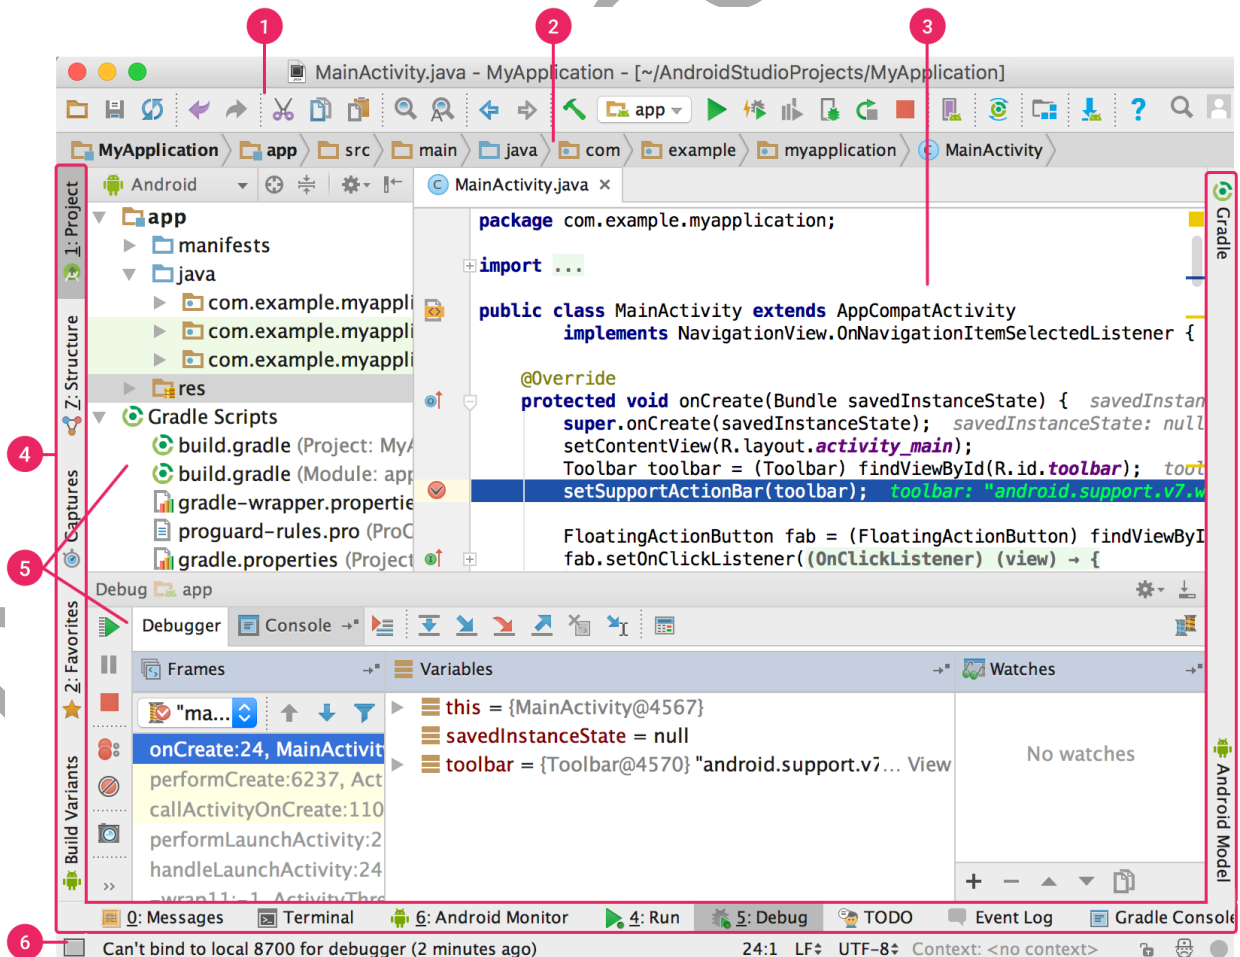 1
2
3
MainActivity.java - MyApplication - [~/AndroidStudioProjects/MyApplication]
app
?
MyApplication
app
src
main
java
com
example
myapplication
C MainActivity
1: Project
Z: Structure
Captures
2: Favorites
Build Variants
4
5
6
Android
app
manifests
java
com.example.myappli
com.example.myappli
com.example.myappli
res
Gradle Scripts
build.gradle (Project: MyA
build.gradle (Module: app
gradle-wrapper.propertie
proguard-rules.pro (ProC
gradle.properties (Project
C MainActivity.java ×
package com.example.myapplication;
import ...
public class MainActivity extends AppCompatActivity
implements NavigationView.OnNavigationItemSelectedListener {
@Override
protected void onCreate(Bundle savedInstanceState) { savedInstan
super.onCreate(savedInstanceState); savedInstanceState: null
setContentView(R.layout.activity_main);
Toolbar toolbar = (Toolbar) findViewById(R.id.toolbar); tool
setSupportActionBar(toolbar); toolbar: "android.support.v7.w
FloatingActionButton fab = (FloatingActionButton) findViewByI
fab.setOnClickListener((OnClickListener) (view) → {
Gradle
Android Model
Debug app
Debugger
Console
Frames
Variables
Watches
"ma...
onCreate:24, MainActivit
performCreate:6237, Act
callActivityOnCreate:110
performLaunchActivity:2
handleLaunchActivity:24
-wrap11:-1, ActivityThre
this = {MainActivity@4567}
savedInstanceState = null
toolbar = {Toolbar@4570} "android.support.v7... View
No watches
0: Messages
Terminal
6: Android Monitor
4: Run
5: Debug
TODO
Event Log
Gradle Console
Can't bind to local 8700 for debugger (2 minutes ago)
24:1 LF UTF-8 Context: <no context>